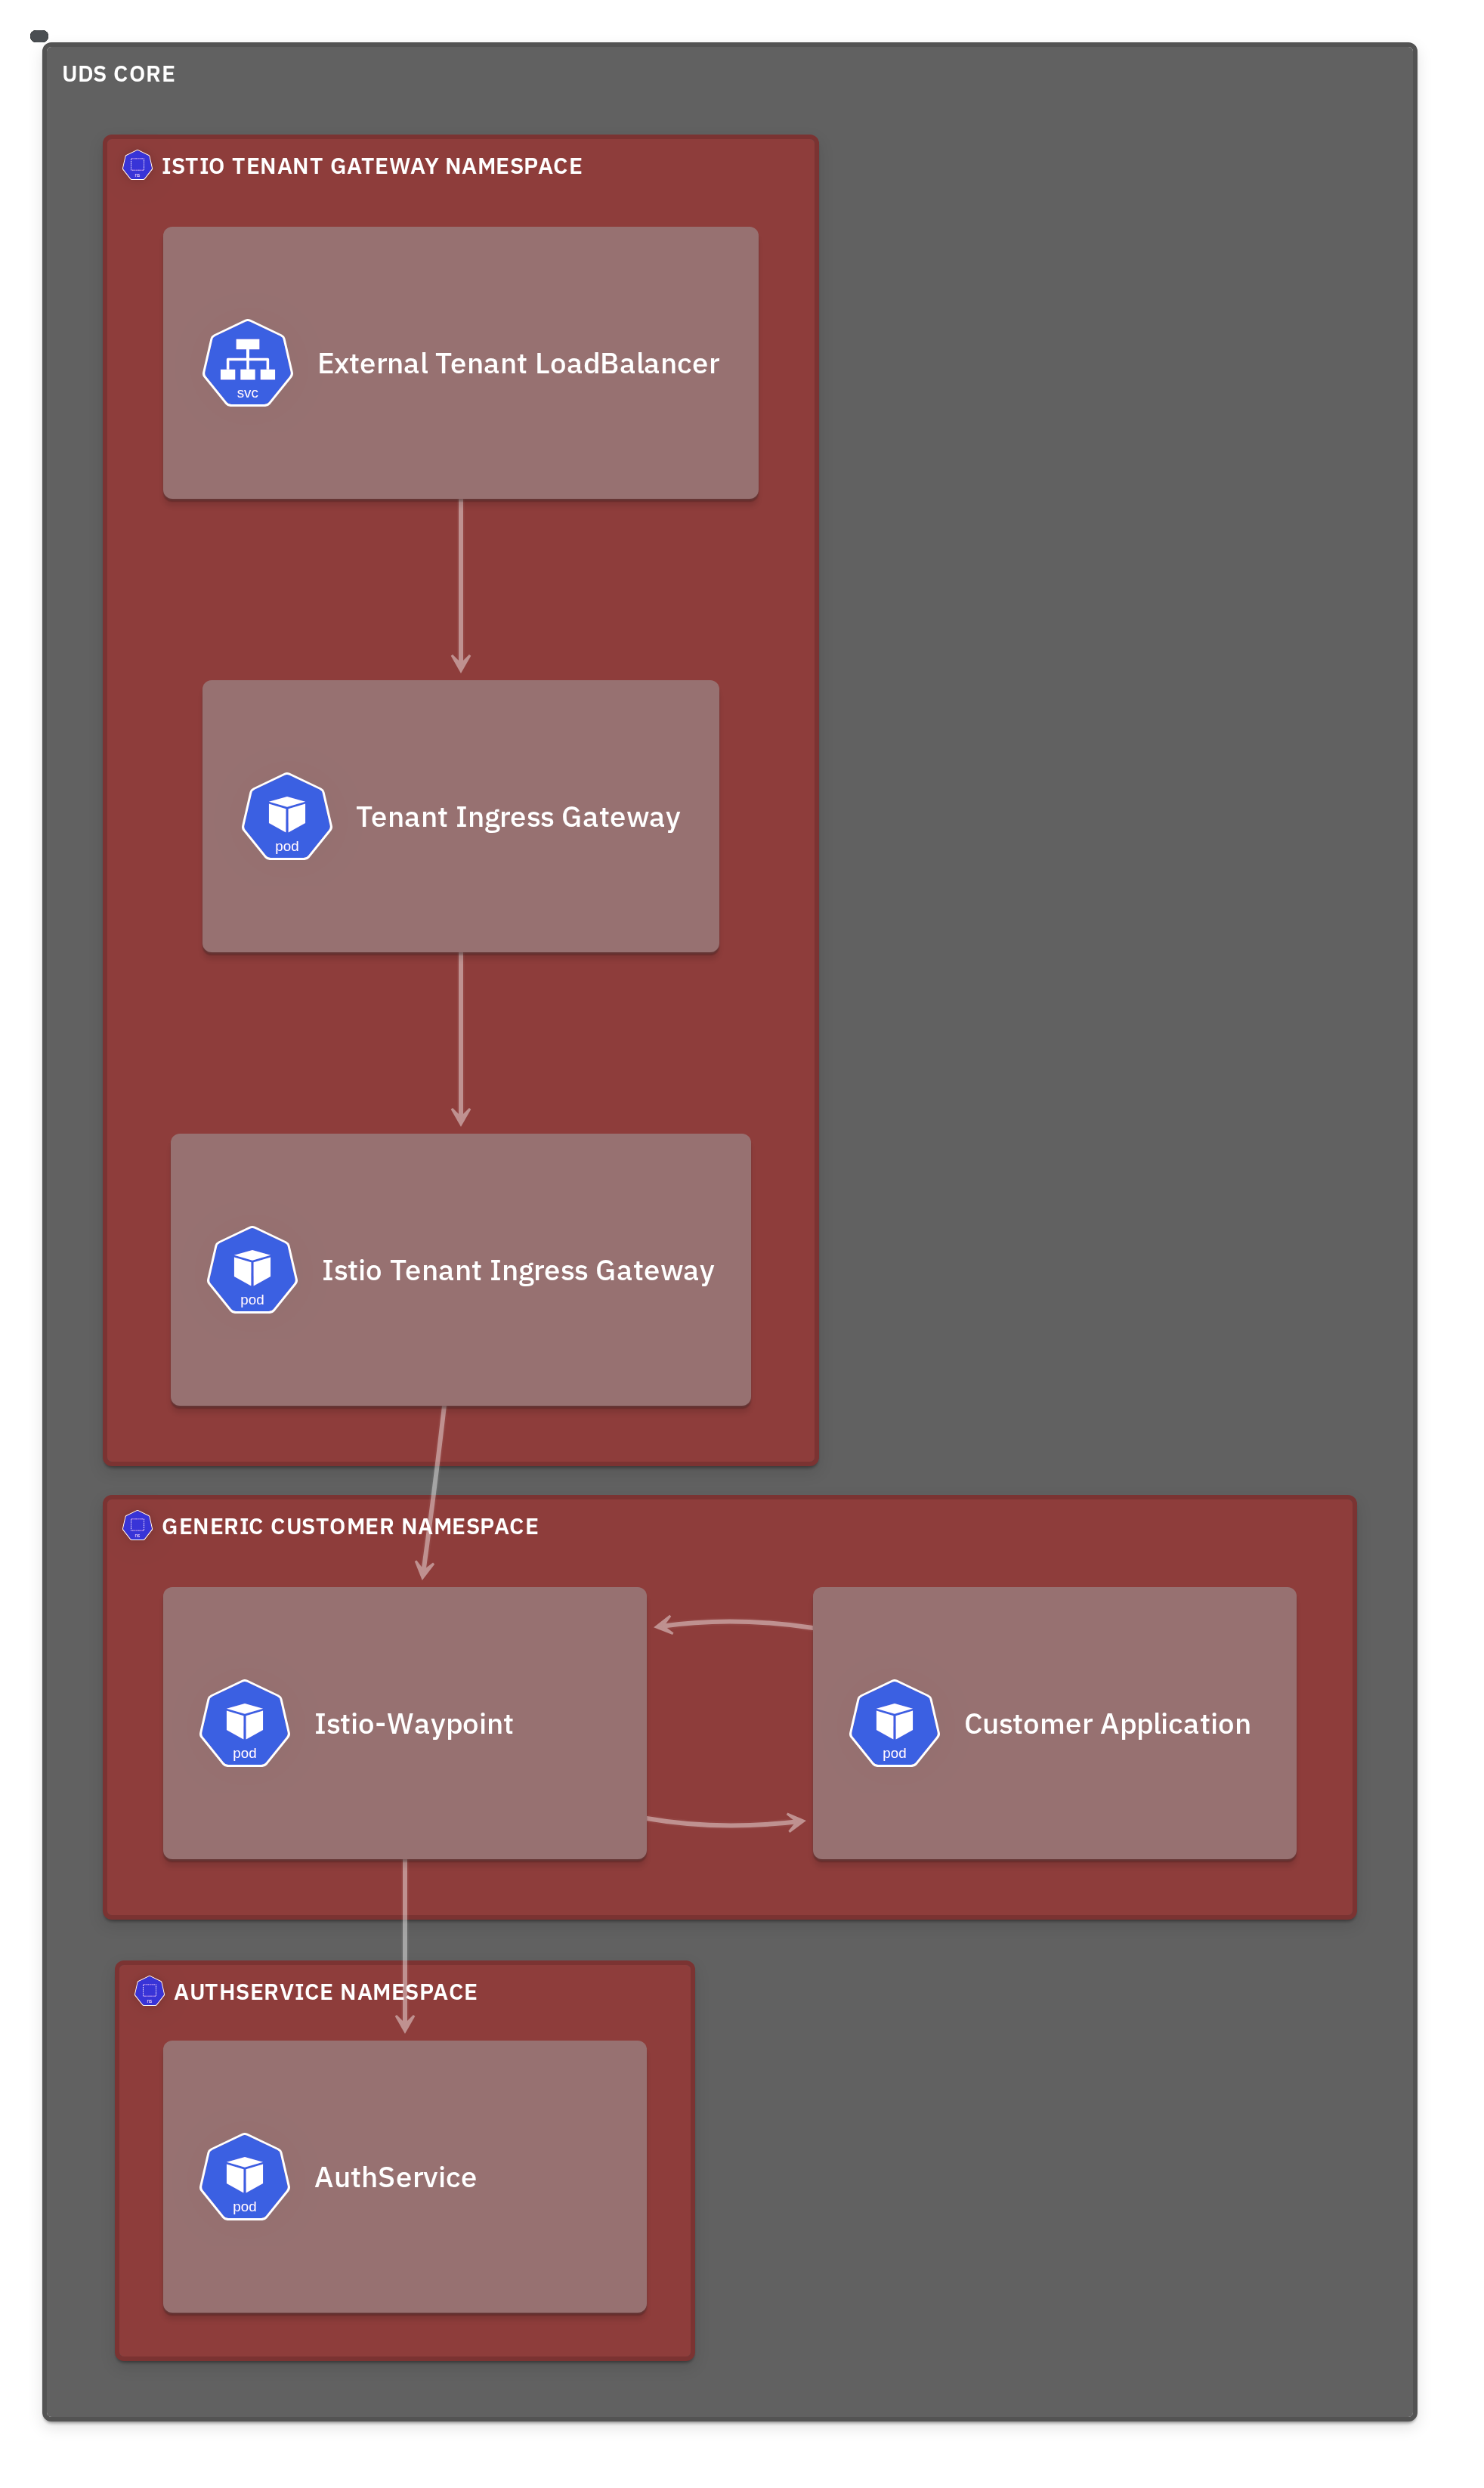 UDS CORE
ISTIO TENANT GATEWAY NAMESPACE
svc
External Tenant LoadBalancer
pod
Tenant Ingress Gateway
pod
Istio Tenant Ingress Gateway
GENERIC CUSTOMER NAMESPACE
pod
Istio-Waypoint
pod
Customer Application
AUTHSERVICE NAMESPACE
pod
AuthService